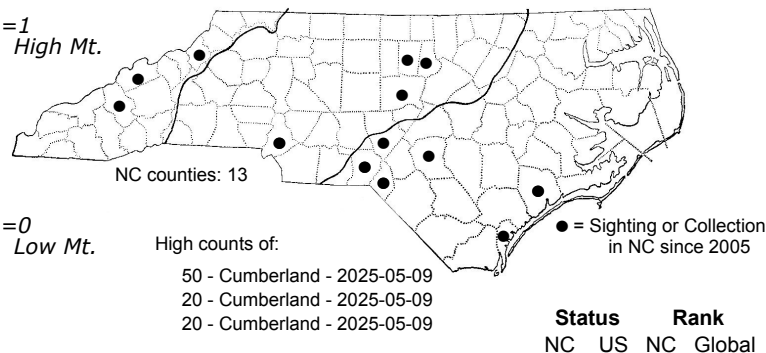 =1
High Mt.
NC counties: 13
=0
Low Mt.
● = Sighting or Collection
in NC since 2005
High counts of:
50 - Cumberland - 2025-05-09
20 - Cumberland - 2025-05-09
20 - Cumberland - 2025-05-09
Status Rank
NC US NC Global